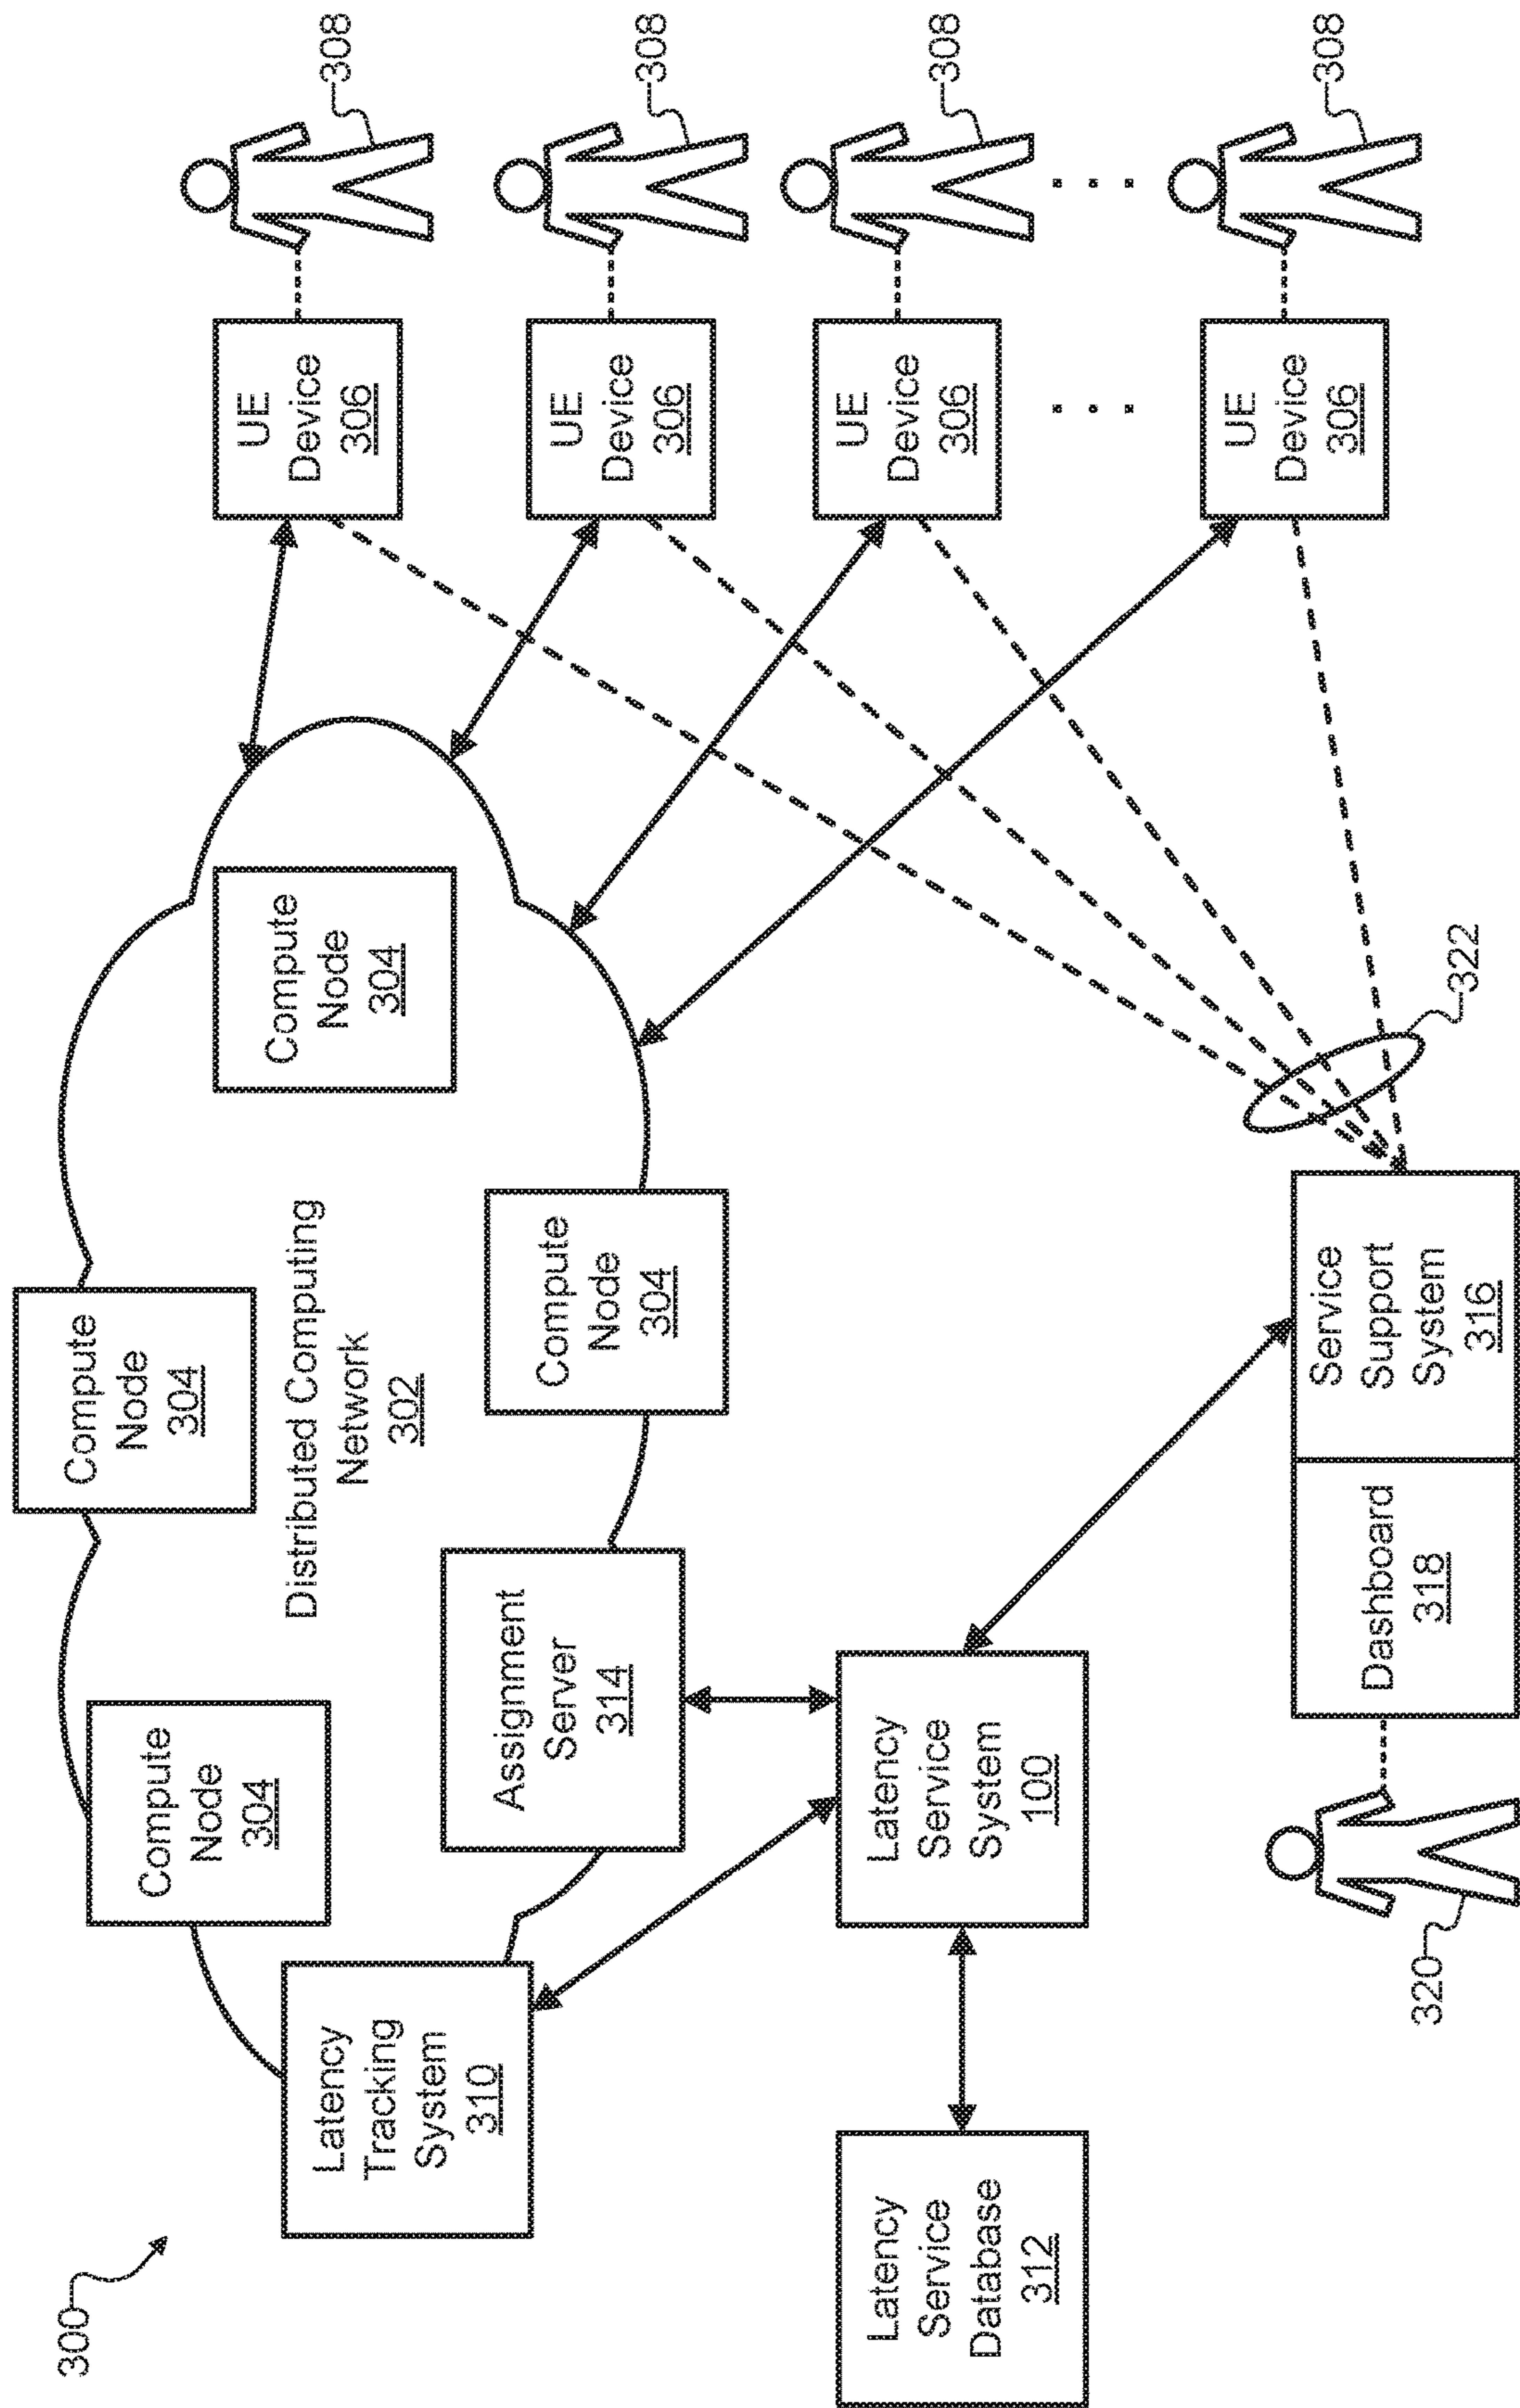 300
Compute
Node
304
Compute
Node
304
Compute
Node
304
Distributed Computing
Network
302
Latency
Tracking
System
310
Assignment
Server
314
Compute
Node
304
UE
Device
306
308
UE
Device
306
308
UE
Device
306
308
. . .
. . .
UE
Device
306
308
Latency
Service
Database
312
Latency
Service
System
100
320
Dashboard
318
Service
Support
System
316
322